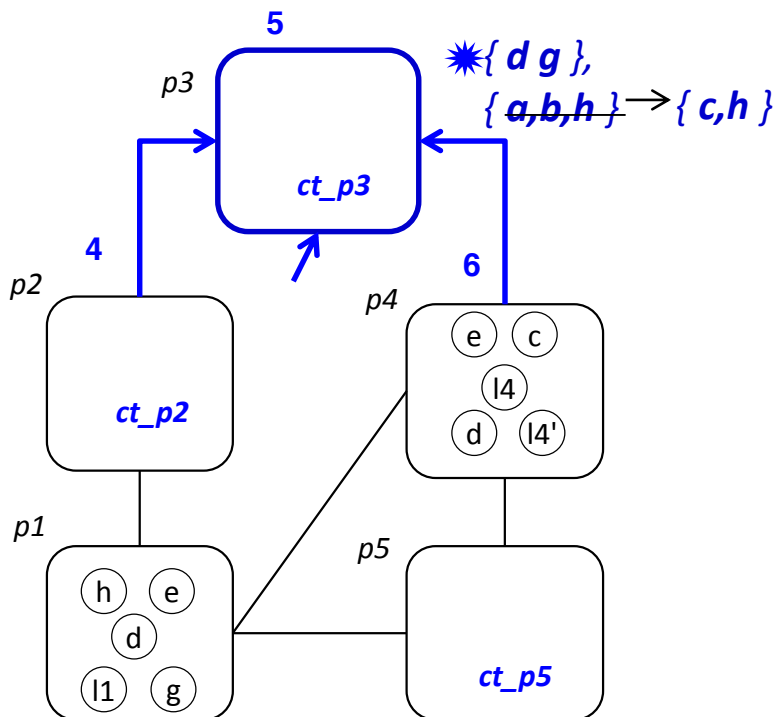 5
p3
{ d g },
{ a,b,h } → { c,h }
ct_p3
4
6
p2
p4
e c
l4
d l4'
ct_p2
p1
p5
h e
d
l1 g
ct_p5